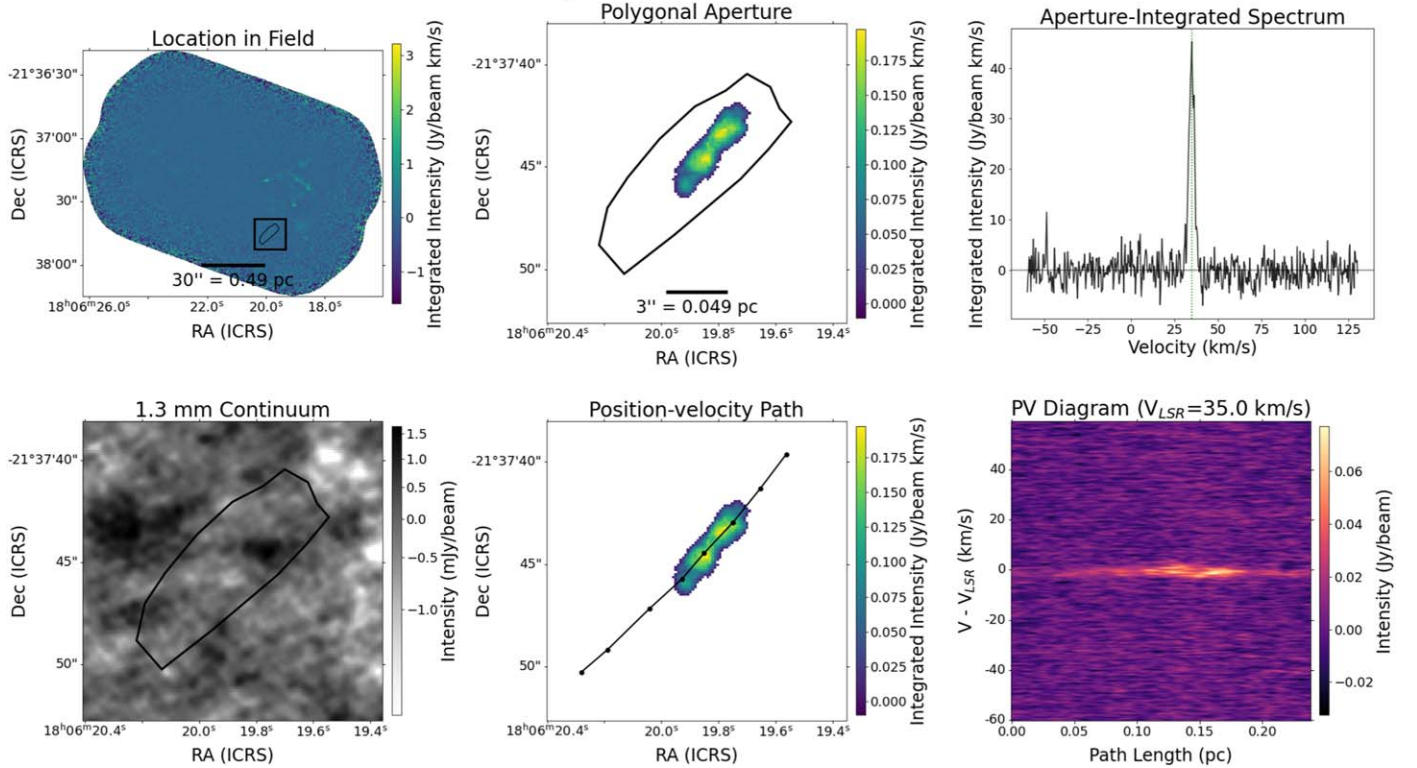 Location in Field
Dec (ICRS)
-21°36'30"
37'00"
30"
38'00"
30'' = 0.49 pc
18ʰ06ᵐ26.0ˢ 22.0ˢ 20.0ˢ 18.0ˢ
RA (ICRS)
3
2
1
0
−1
Integrated Intensity (Jy/beam km/s)
Polygonal Aperture
Dec (ICRS)
-21°37'40"
45"
50"
3'' = 0.049 pc
18ʰ06ᵐ20.4ˢ 20.0ˢ 19.8ˢ 19.6ˢ 19.4ˢ
RA (ICRS)
0.175
0.150
0.125
0.100
0.075
0.050
0.025
0.000
Integrated Intensity (Jy/beam km/s)
Aperture-Integrated Spectrum
Integrated Intensity (Jy/beam km/s)
40
30
20
10
0
−50 −25 0 25 50 75 100 125
Velocity (km/s)
1.3 mm Continuum
Dec (ICRS)
-21°37'40"
45"
50"
18ʰ06ᵐ20.4ˢ 20.0ˢ 19.8ˢ 19.6ˢ 19.4ˢ
RA (ICRS)
1.5
1.0
0.5
0.0
−0.5
−1.0
Intensity (mJy/beam)
Position-velocity Path
Dec (ICRS)
-21°37'40"
45"
50"
18ʰ06ᵐ20.4ˢ 20.0ˢ 19.8ˢ 19.6ˢ 19.4ˢ
RA (ICRS)
0.175
0.150
0.125
0.100
0.075
0.050
0.025
0.000
Integrated Intensity (Jy/beam km/s)
PV Diagram (V_LSR=35.0 km/s)
V - V_LSR (km/s)
40
20
0
-20
-40
-60
0.00 0.05 0.10 0.15 0.20
Path Length (pc)
0.06
0.04
0.02
0.00
−0.02
Intensity (Jy/beam)